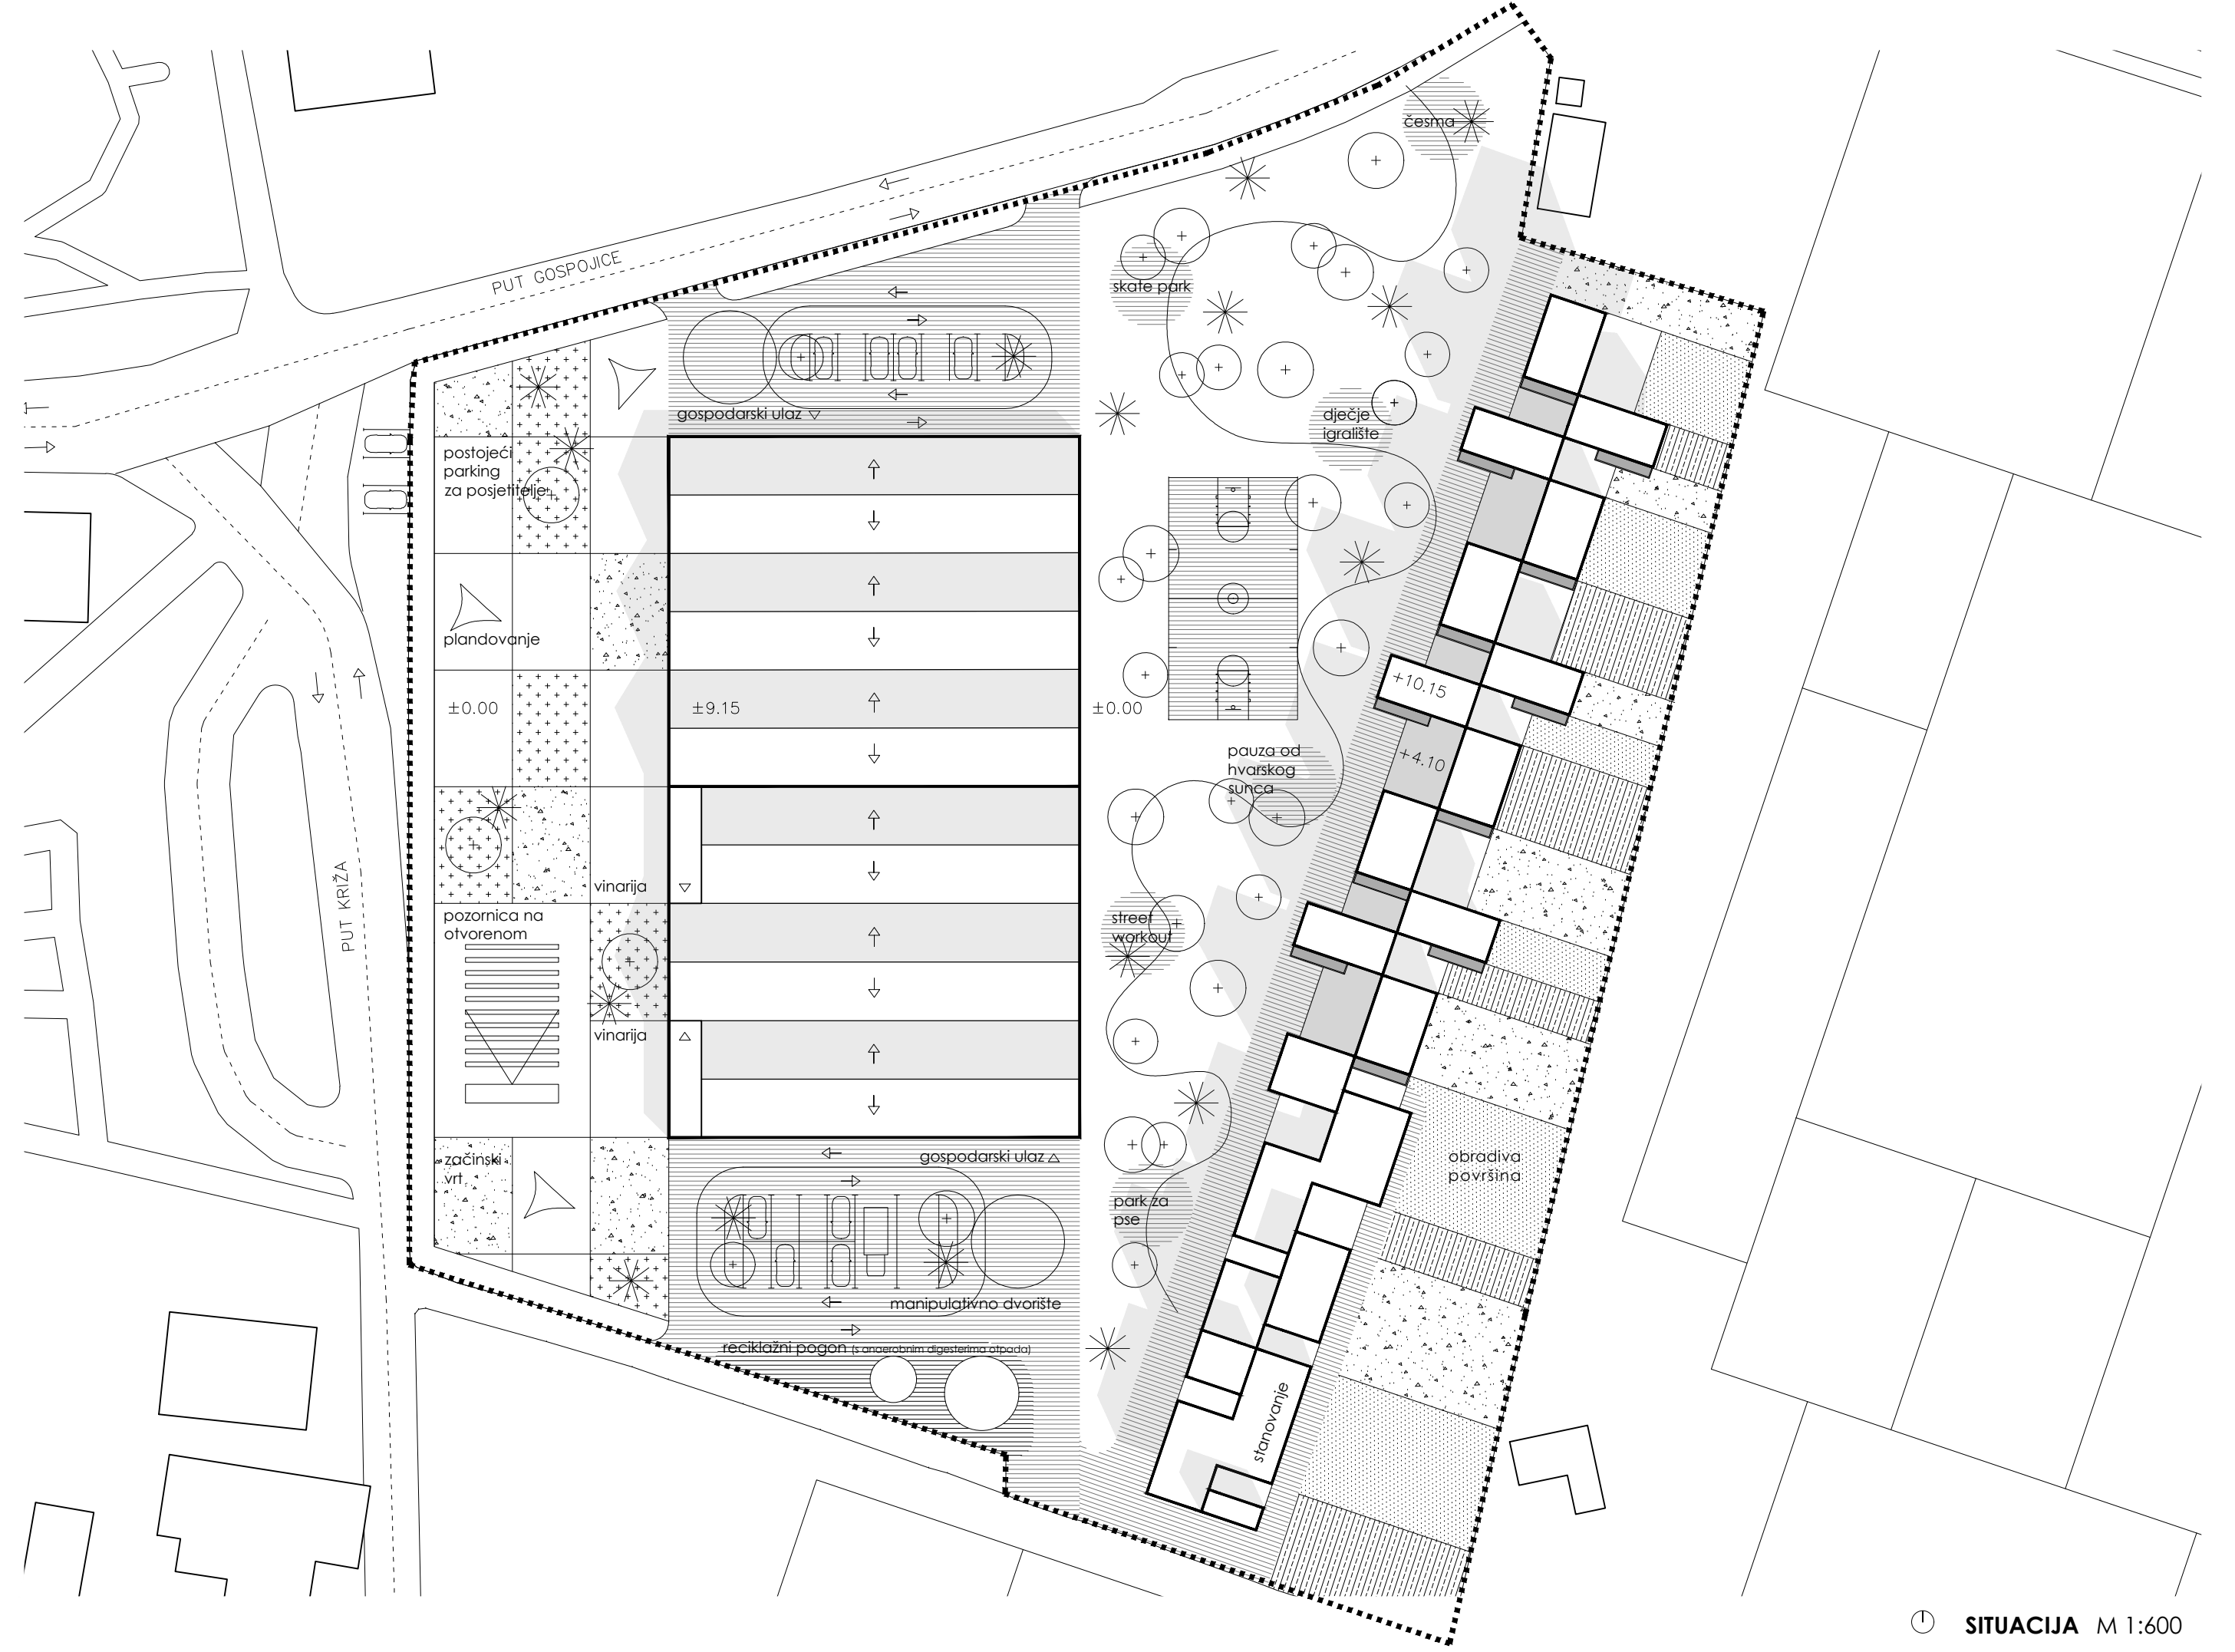 česma
PUT GOSPOJICE
skate park
gospodarski ulaz
dječje
igralište
postojeći
parking
za posjetitelje
plandovanje
±0.00
±9.15
±0.00
+10.15
+4.10
pauza od
hvarskog
sunca
vinarija
PUT KRIŽA
pozornica na
otvorenom
street
workout
vinarija
začinski
vrt
gospodarski ulaz
obradiva
površina
park za
pse
manipulativno dvorište
reciklažni pogon (s anaerobnim digesterima otpada)
stanovanje
SITUACIJA M 1:600